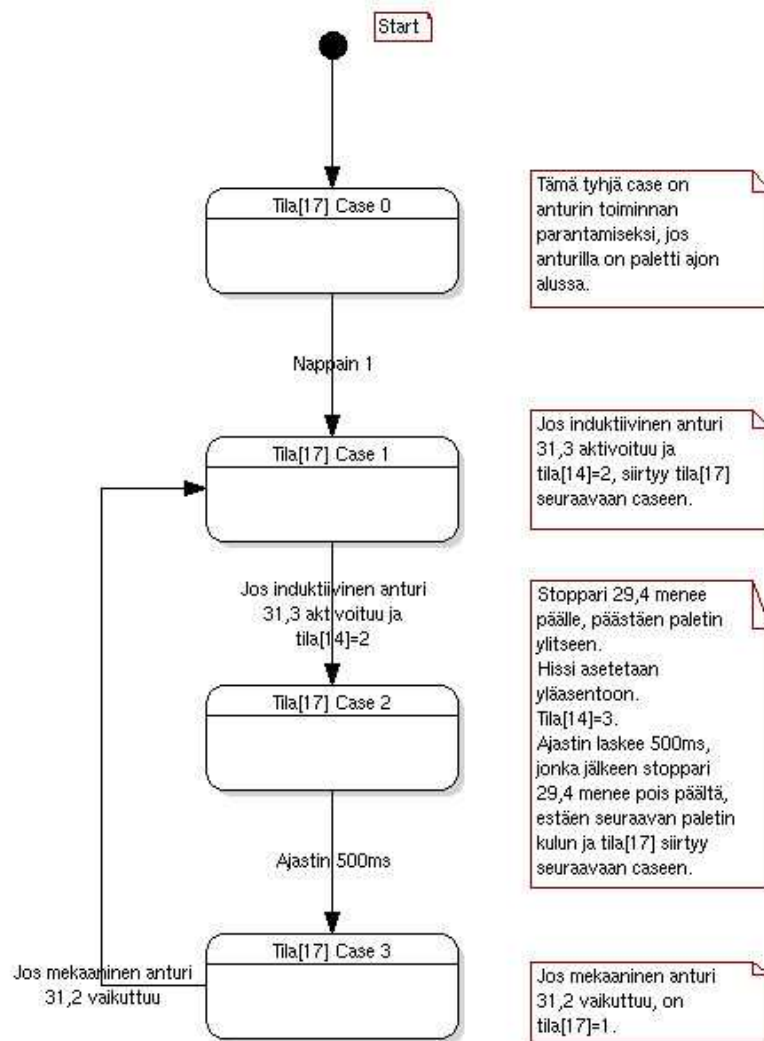 Start
Tila[17] Case 0
Tämä tyhjä case on
anturin toiminnan
parantamiseksi, jos
anturilla on paletti ajon
alussa.
Nappain 1
Tila[17] Case 1
Jos induktiivinen anturi
31,3 aktivoituu ja
tila[14]=2, siirtyy tila[17]
seuraavaan caseen.
Jos induktiivinen anturi
31,3 aktivoituu ja
tila[14]=2
Tila[17] Case 2
Stoppari 29,4 menee
päälle, päästäen paletin
ylitseen.
Hissi asetetaan
yläasentoon.
Tila[14]=3.
Ajastin laskee 500ms,
jonka jälkeen stoppari
29,4 menee pois päältä,
estäen seuraavan paletin
kulun ja tila[17] siirtyy
seuraavaan caseen.
Ajastin 500ms
Tila[17] Case 3
Jos mekaaninen anturi
31,2 vaikuttuu
Jos mekaaninen anturi
31,2 vaikuttuu, on
tila[17]=1.